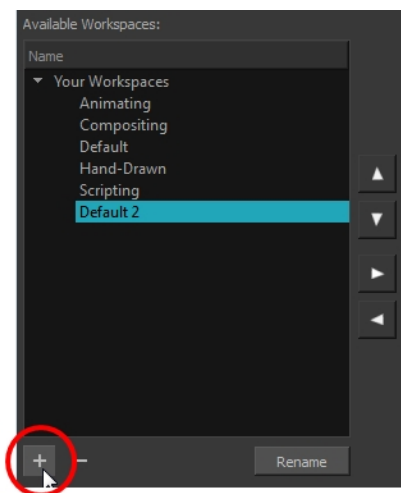 Available Workspaces:
Name
Your Workspaces
Animating
Compositing
Default
Hand-Drawn
Scripting
Default 2
Rename